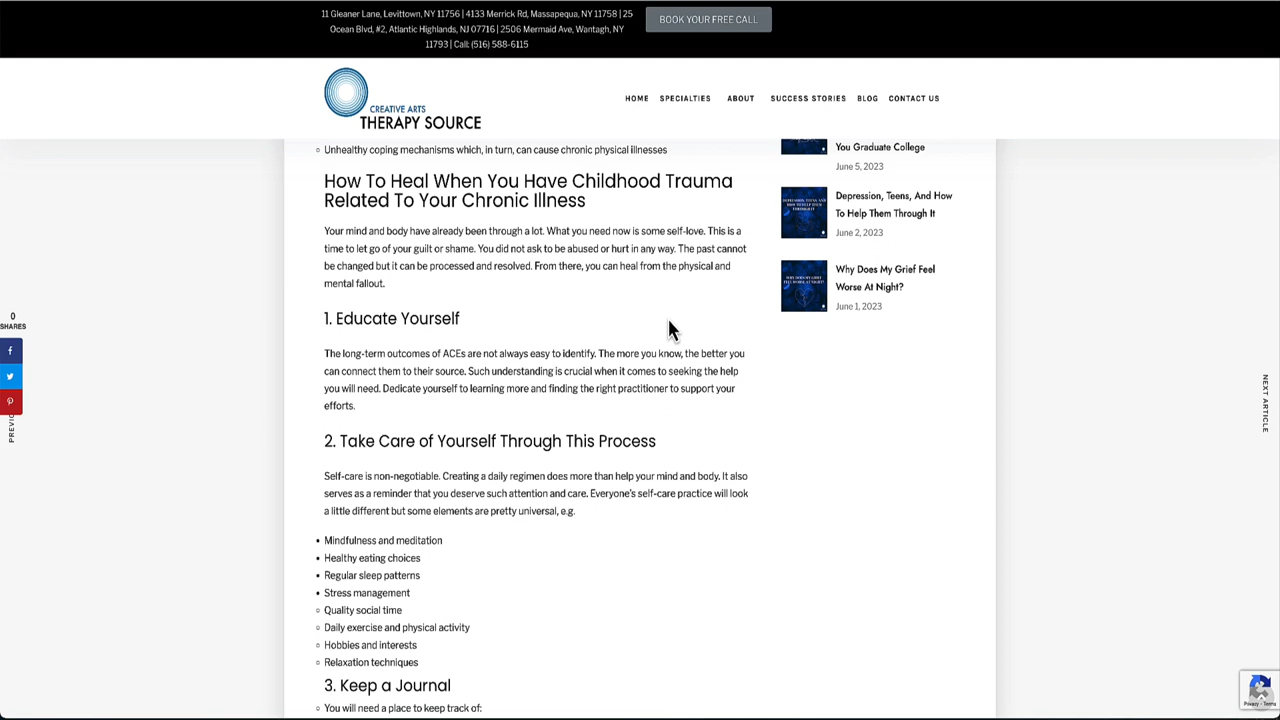 11 Gleaner Lane, Levittown, NY 11756 | 4133 Merrick Rd, Massapequa, NY 11758 | 25
Ocean Blvd, #2, Atlantic Highlands, NJ 07716 | 2506 Mermaid Ave, Wantagh, NY
11793 | Call: (516) 588-6115
BOOK YOUR FREE CALL
CREATIVE ARTS
THERAPY SOURCE
HOME SPECIALTIES ABOUT SUCCESS STORIES BLOG CONTACT US
Unhealthy coping mechanisms which, in turn, can cause chronic physical illnesses
How To Heal When You Have Childhood Trauma
Related To Your Chronic Illness
Your mind and body have already been through a lot. What you need now is some self-love. This is a
time to let go of your guilt or shame. You did not ask to be abused or hurt in any way. The past cannot
be changed but it can be processed and resolved. From there, you can heal from the physical and
mental fallout.
1. Educate Yourself
The long-term outcomes of ACEs are not always easy to identify. The more you know, the better you
can connect them to their source. Such understanding is crucial when it comes to seeking the help
you will need. Dedicate yourself to learning more and finding the right practitioner to support your
efforts.
2. Take Care of Yourself Through This Process
Self-care is non-negotiable. Creating a daily regimen does more than help your mind and body. It also
serves as a reminder that you deserve such attention and care. Everyone's self-care practice will look
a little different but some elements are pretty universal, e.g.
Mindfulness and meditation
Healthy eating choices
Regular sleep patterns
Stress management
Quality social time
Daily exercise and physical activity
Hobbies and interests
Relaxation techniques
3. Keep a Journal
You will need a place to keep track of:
You Graduate College
June 5, 2023
Depression, Teens, And How
To Help Them Through It
June 2, 2023
Why Does My Grief Feel
Worse At Night?
June 1, 2023
0
SHARES
NEXT ARTICLE
Privacy - Terms